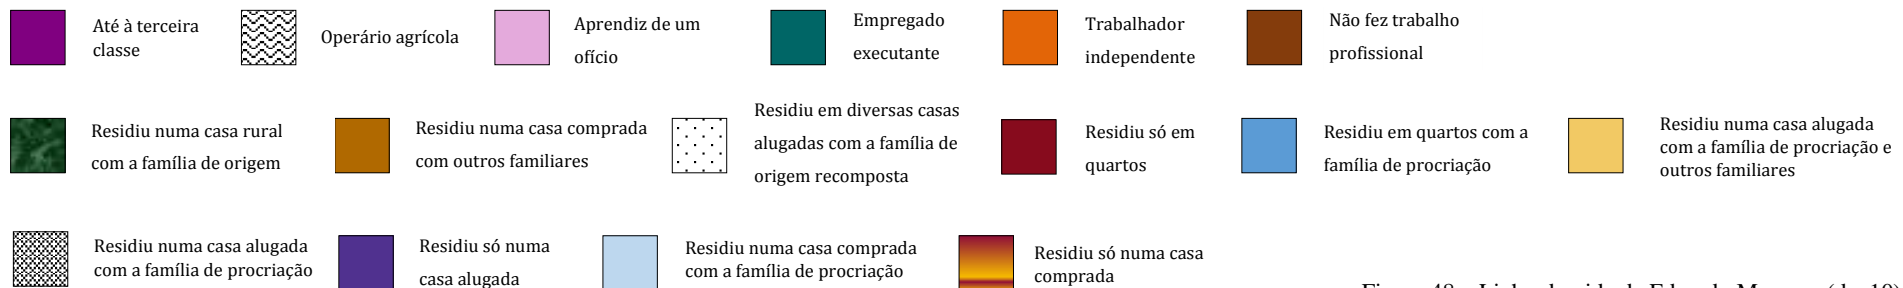 Até à terceira
classe
Operário agrícola
Aprendiz de um
ofício
Empregado
executante
Trabalhador
independente
Não fez trabalho
profissional
Residiu numa casa rural
com a família de origem
Residiu numa casa comprada
com outros familiares
Residiu em diversas casas
alugadas com a família de
origem recomposta
Residiu só em
quartos
Residiu em quartos com a
família de procriação
Residiu numa casa alugada
com a família de procriação e
outros familiares
Residiu numa casa alugada
com a família de procriação
Residiu só numa
casa alugada
Residiu numa casa comprada
com a família de procriação
Residiu só numa casa
comprada